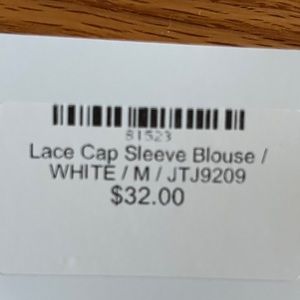 81523
Lace Cap Sleeve Blouse /
WHITE / M / JTJ9209
$32.00